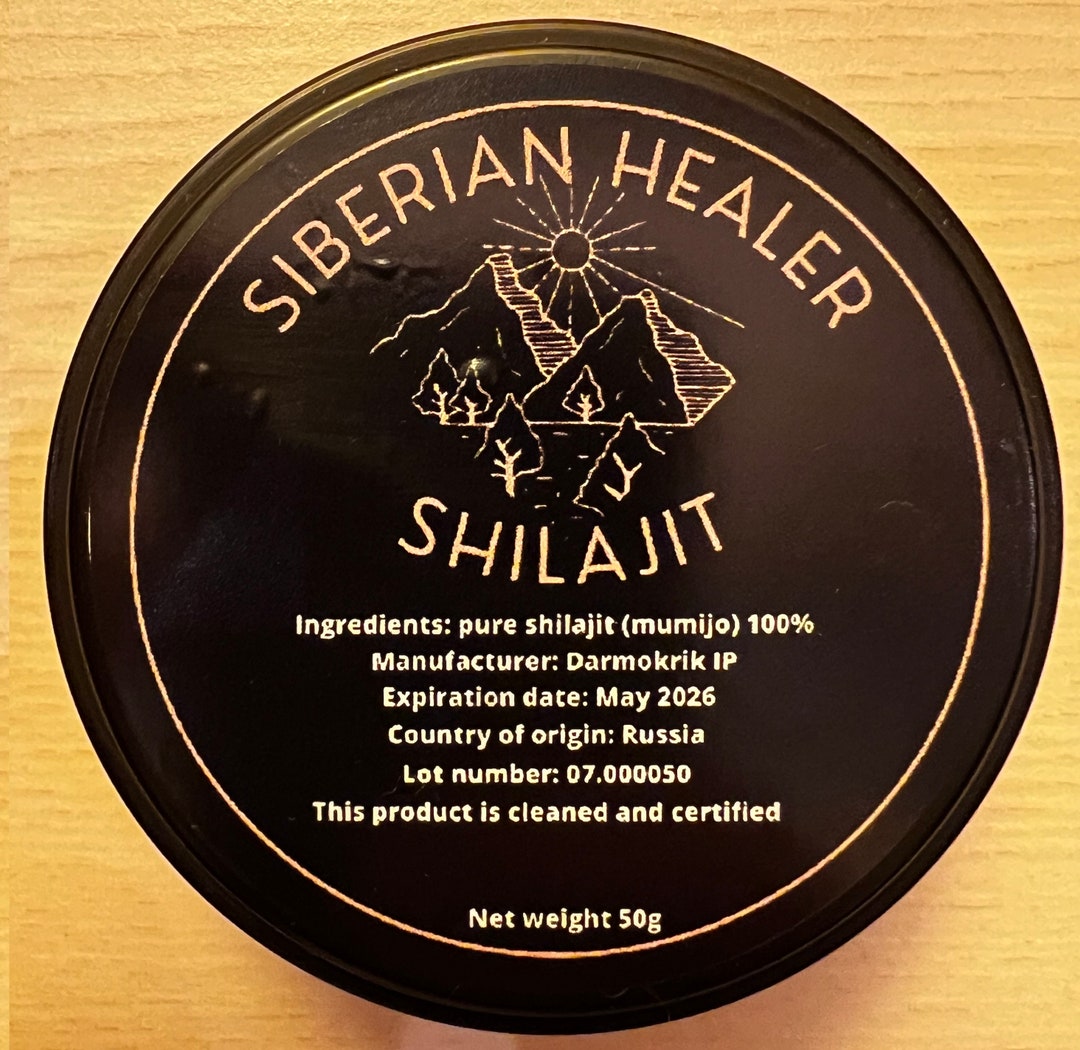 SIBERIAN HEALER
SHILAJIT
Ingredients: pure shilajit (mumijo) 100%
Manufacturer: Darmokrik IP
Expiration date: May 2026
Country of origin: Russia
Lot number: 07.000050
This product is cleaned and certified
Net weight 50g